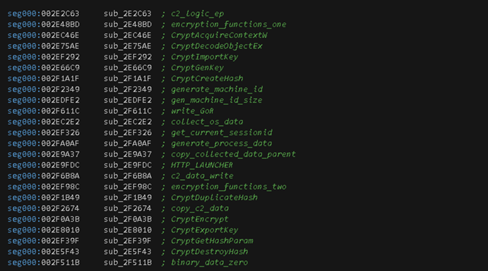 seg000:002E2C63 sub_2E2C63 ; c2_logic_ep
seg000:002E48BD sub_2E48BD ; encryption_functions_one
seg000:002EC46E sub_2EC46E ; CryptAcquireContextW
seg000:002E75AE sub_2E75AE ; CryptDecodeObjectEx
seg000:002EF292 sub_2EF292 ; CryptImportKey
seg000:002E66C9 sub_2E66C9 ; CryptGenKey
seg000:002F1A1F sub_2F1A1F ; CryptCreateHash
seg000:002F2349 sub_2F2349 ; generate_machine_id
seg000:002EDFE2 sub_2EDFE2 ; gen_machine_id_size
seg000:002F611C sub_2F611C ; write_GoR
seg000:002EC2E2 sub_2EC2E2 ; collect_os_data
seg000:002EF326 sub_2EF326 ; get_current_sessionid
seg000:002FA0AF sub_2FA0AF ; generate_process_data
seg000:002E9A37 sub_2E9A37 ; copy_collected_data_parent
seg000:002E9FDC sub_2E9FDC ; HTTP_LAUNCHER
seg000:002F6B8A sub_2F6B8A ; c2_data_write
seg000:002EF98C sub_2EF98C ; encryption_functions_two
seg000:002F1B49 sub_2F1B49 ; CryptDuplicateHash
seg000:002F2674 sub_2F2674 ; copy_c2_data
seg000:002F0A3B sub_2F0A3B ; CryptEncrypt
seg000:002E8010 sub_2E8010 ; CryptExportKey
seg000:002EF39F sub_2EF39F ; CryptGetHashParam
seg000:002E5F43 sub_2E5F43 ; CryptDestroyHash
seg000:002F511B sub_2F511B ; binary_data_zero